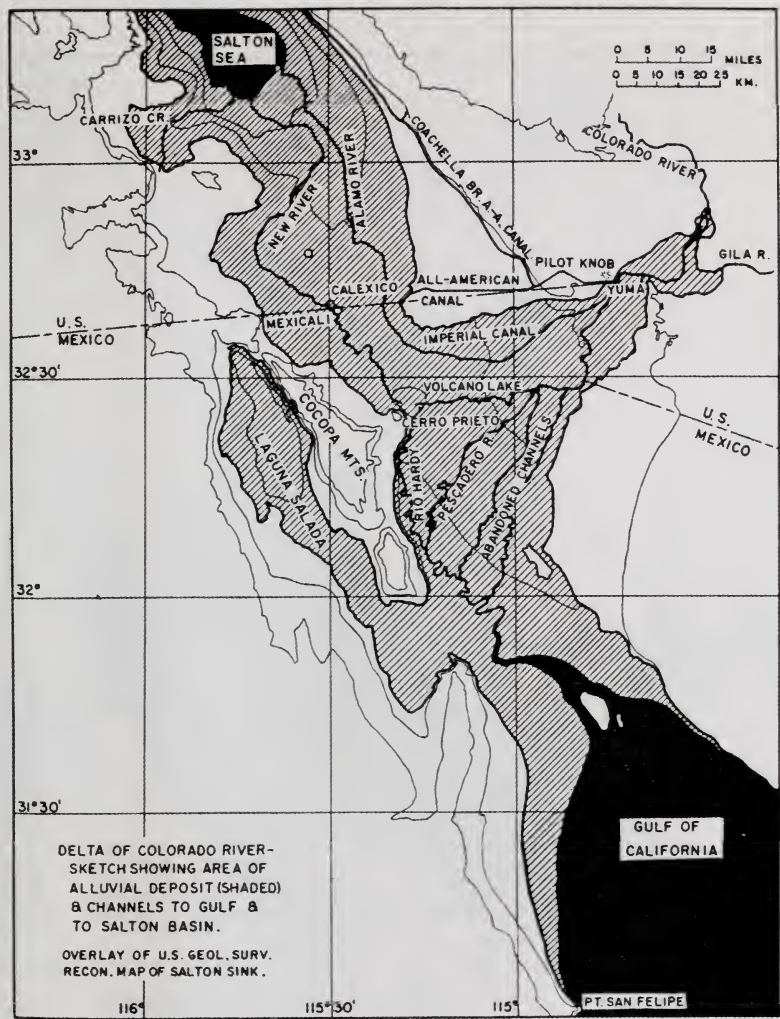 SALTON
SEA
0 5 10 15
MILES
0 5 10 15 20 25
KM.
CARRIZO CR.
COLORADO RIVER
COACHELLA BR. A.-A. CANAL
33°
ALAMO RIVER
NEW RIVER
PILOT KNOB
GILA R.
CALEXICO
ALL-AMERICAN
CANAL
YUMA
MEXICALI
U.S.
MEXICO
IMPERIAL CANAL
32°30'
VOLCANO LAKE
CERRO PRIETO
U.S.
MEXICO
COCOPA MTS.
LAGUNA SALADA
RIO HARDY
PESCADERO R.
ABANDONED CHANNELS
32°
31°30'
GULF OF
CALIFORNIA
DELTA OF COLORADO RIVER-
SKETCH SHOWING AREA OF
ALLUVIAL DEPOSIT (SHADED)
& CHANNELS TO GULF &
TO SALTON BASIN.
OVERLAY OF U.S. GEOL. SURV.
RECON. MAP OF SALTON SINK.
116°
115°30'
115°
PT. SAN FELIPE